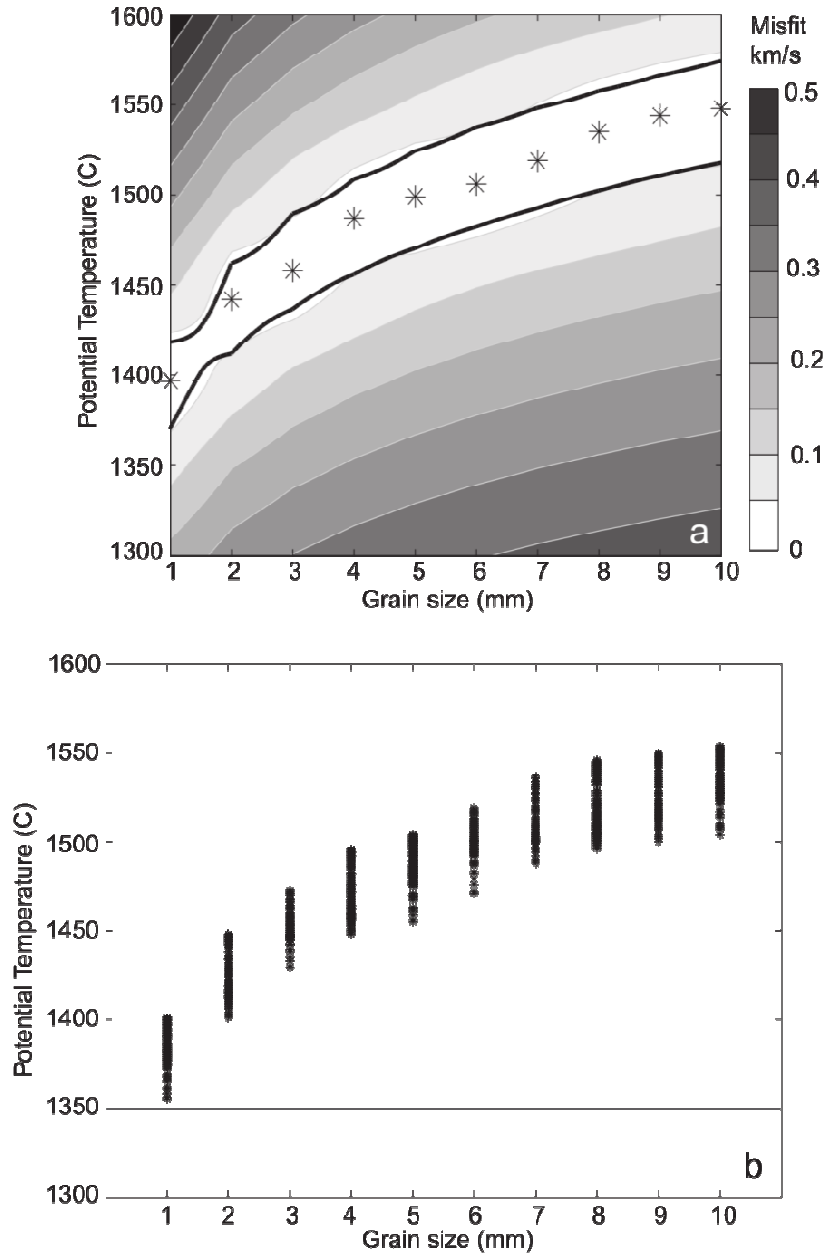 1600
1550
1500
1450
1400
1350
1300
Potential Temperature (C)
1 2 3 4 5 6 7 8 9 10
Grain size (mm)
a
Misfit
km/s
0.5
0.4
0.3
0.2
0.1
0
1600
1550
1500
1450
1400
1350
1300
Potential Temperature (C)
1 2 3 4 5 6 7 8 9 10
Grain size (mm)
b